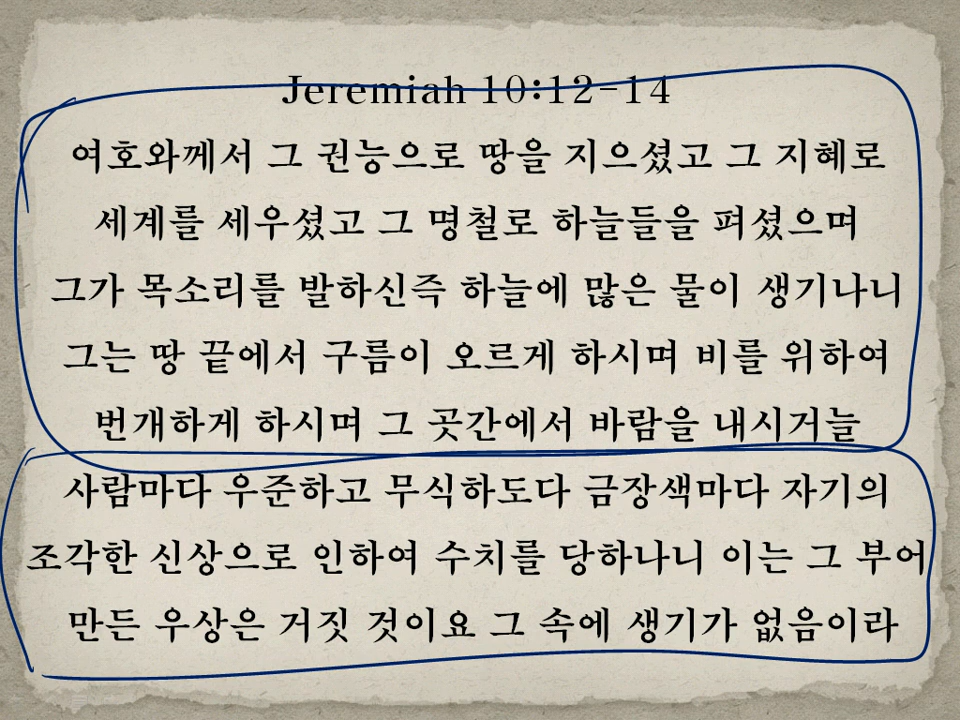 Jeremiah 10:12-14
여호와께서 그 권능으로 땅을 지으셨고 그 지혜로
세계를 세우셨고 그 명철로 하늘들을 펴셨으며
그가 목소리를 발하신즉 하늘에 많은 물이 생기나니
그는 땅 끝에서 구름이 오르게 하시며 비를 위하여
번개하게 하시며 그 곳간에서 바람을 내시거늘
사람마다 우준하고 무식하도다 금장색마다 자기의
조각한 신상으로 인하여 수치를 당하나니 이는 그 부어
만든 우상은 거짓 것이요 그 속에 생기가 없음이라